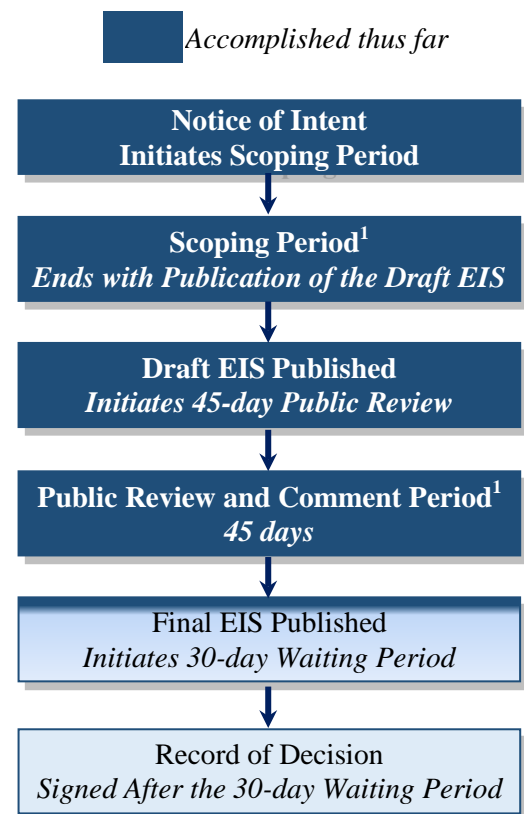 Accomplished thus far
Notice of Intent
Initiates Scoping Period
Scoping Period¹
Ends with Publication of the Draft EIS
Draft EIS Published
Initiates 45-day Public Review
Public Review and Comment Period¹
45 days
Final EIS Published
Initiates 30-day Waiting Period
Record of Decision
Signed After the 30-day Waiting Period